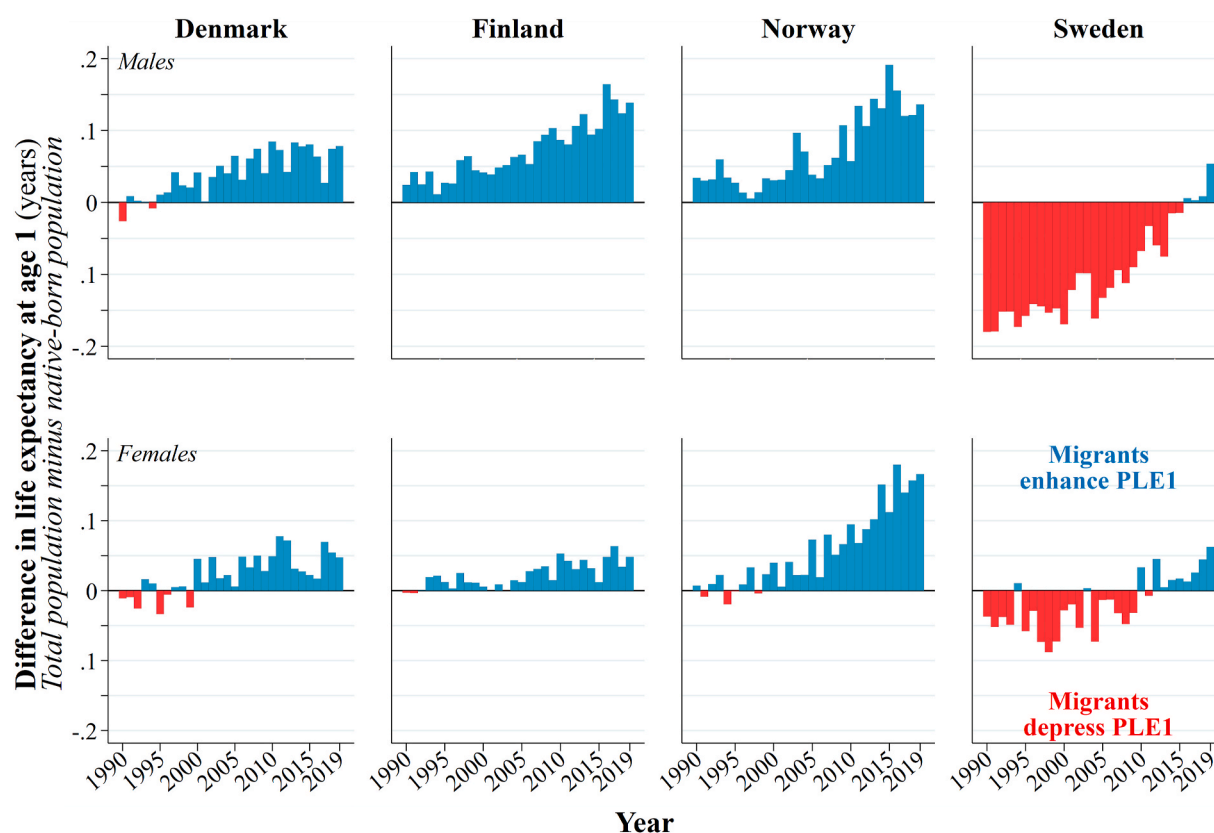 Denmark Finland Norway Sweden
Difference in life expectancy at age 1 (years)
Total population minus native-born population
Males
.2
.1
0
.1
-.2
Females
.2
.1
0
.1
-.2
Migrants
enhance PLE1
Migrants
depress PLE1
1990 1995 2000 2005 2010 2015 2019 1990 1995 2000 2005 2010 2015 2019 1990 1995 2000 2005 2010 2015 2019 1990 1995 2000 2005 2010 2015 2019
Year